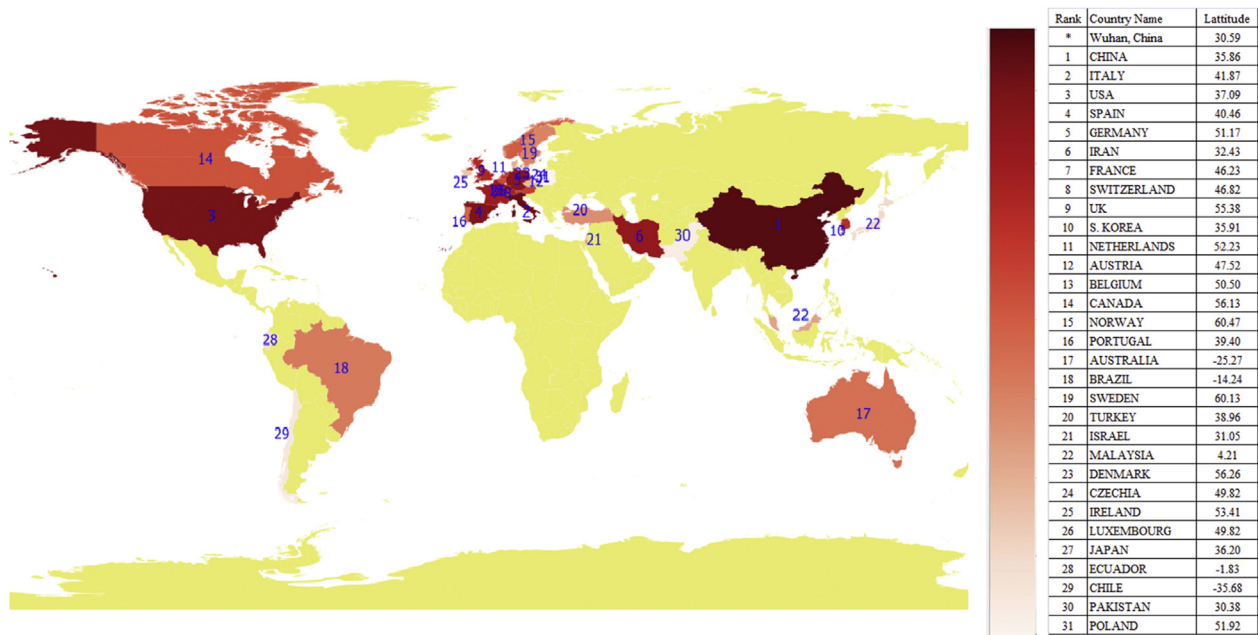 Rank Country Name Lattitude
* Wuhan, China 30.59
1 CHINA 35.86
2 ITALY 41.87
3 USA 37.09
4 SPAIN 40.46
5 GERMANY 51.17
6 IRAN 32.43
7 FRANCE 46.23
8 SWITZERLAND 46.82
9 UK 55.38
10 S. KOREA 35.91
11 NETHERLANDS 52.23
12 AUSTRIA 47.52
13 BELGIUM 50.50
14 CANADA 56.13
15 NORWAY 60.47
16 PORTUGAL 39.40
17 AUSTRALIA -25.27
18 BRAZIL -14.24
19 SWEDEN 60.13
20 TURKEY 38.96
21 ISRAEL 31.05
22 MALAYSIA 4.21
23 DENMARK 56.26
24 CZECHIA 49.82
25 IRELAND 53.41
26 LUXEMBOURG 49.82
27 JAPAN 36.20
28 ECUADOR -1.83
29 CHILE -35.68
30 PAKISTAN 30.38
31 POLAND 51.92
15
19
14
9 11
25
12
3
16 4 2 20
21
6
30
1
10 22
22
28
18
17
29